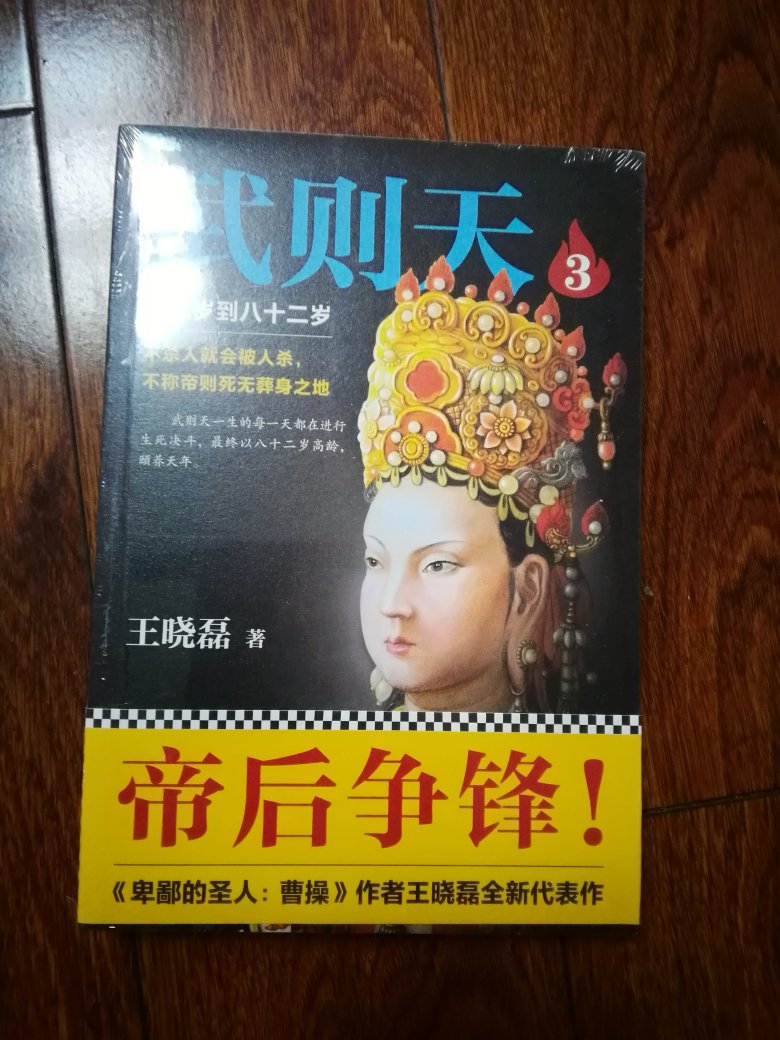 武则天
3
岁到八十二岁
不杀人就会被人杀，
不称帝则死无葬身之地
武则天一生的每一天都在进行
生死决斗，最终以八十二岁高龄，
颐养天年。
王晓磊 著
帝后争锋！
《卑鄙的圣人：曹操》作者王晓磊全新代表作